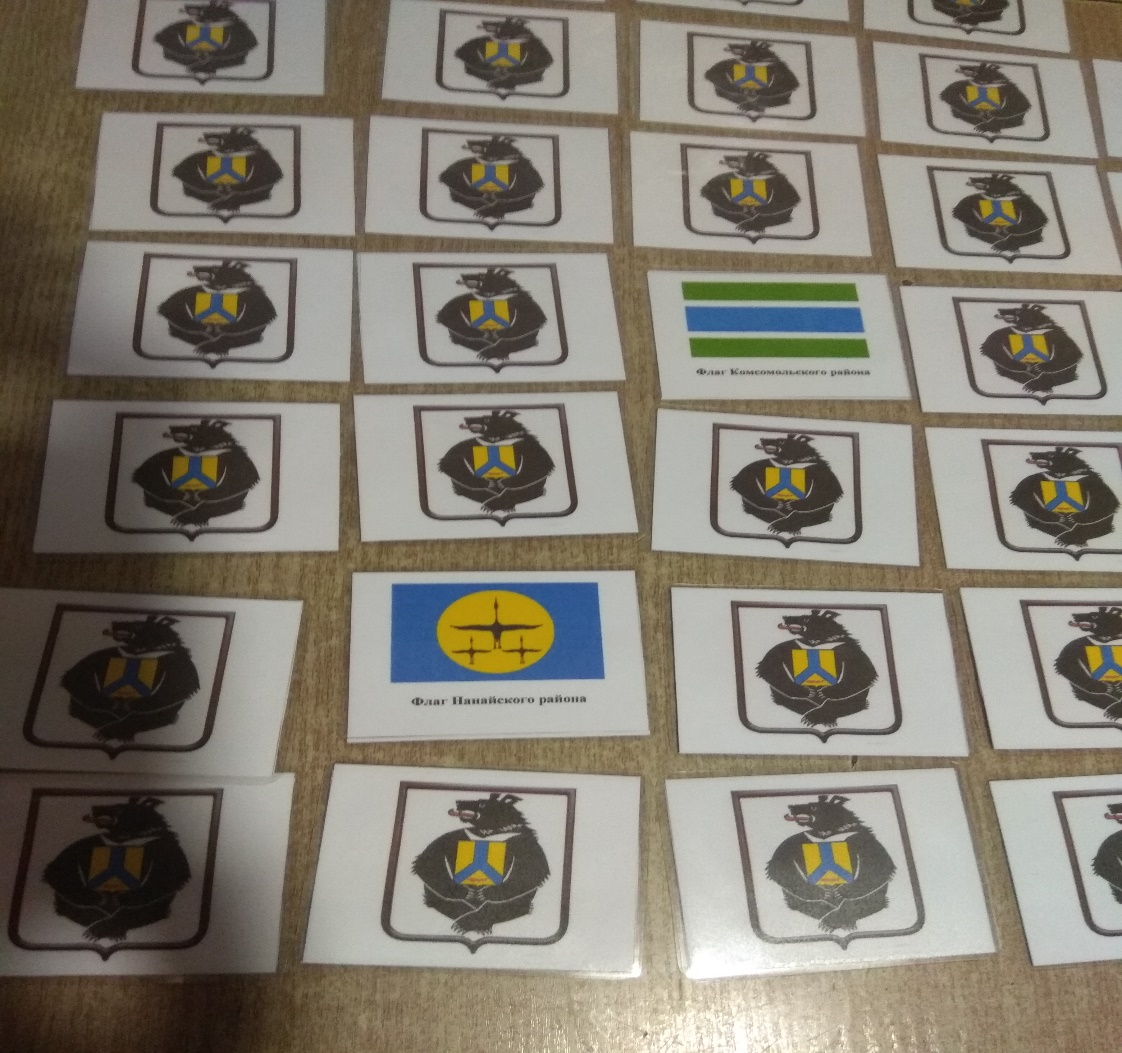 Флаг Комсомольского района
Флаг Нанайского района